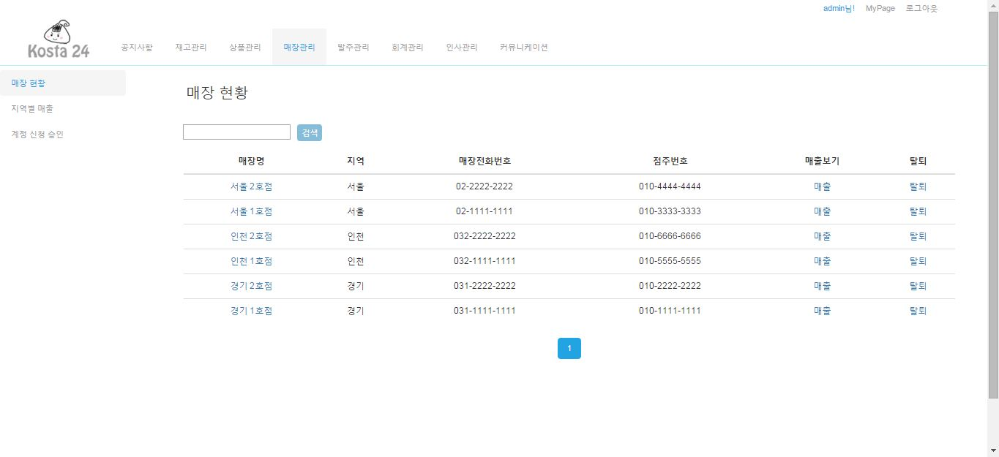 admin님! MyPage 로그아웃
Kosta 24
공지사항 재고관리 상품관리 매장관리 발주관리 회계관리 인사관리 커뮤니케이션
매장 현황
지역별 매출
계정 신청 승인
매장 현황
검색
매장명 지역 매장전화번호 점주번호 매출보기 탈퇴
서울 2호점 서울 02-2222-2222 010-4444-4444 매출 탈퇴
서울 1호점 서울 02-1111-1111 010-3333-3333 매출 탈퇴
인천 2호점 인천 032-2222-2222 010-6666-6666 매출 탈퇴
인천 1호점 인천 032-1111-1111 010-5555-5555 매출 탈퇴
경기 2호점 경기 031-2222-2222 010-2222-2222 매출 탈퇴
경기 1호점 경기 031-1111-1111 010-1111-1111 매출 탈퇴
1